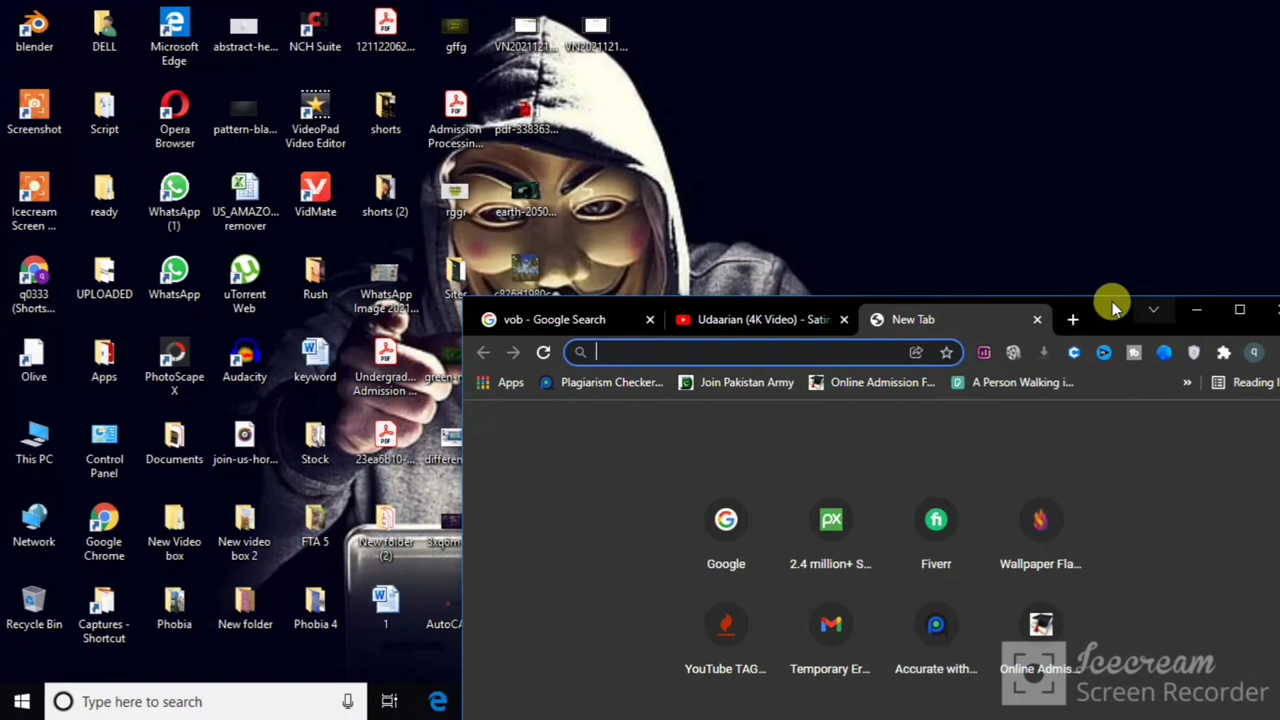 blender
DELL
Microsoft
Edge
abstract-he...
NCH Suite
121122062...
gffg
VN2021121...
VN2021121...
Screenshot
Script
Opera
Browser
pattern-bla...
VideoPad
Video Editor
shorts
Admission
Processin...
pdf-338363...
Icecream
Screen ...
ready
WhatsApp
(1)
US_AMAZO...
remover
VidMate
shorts (2)
rggr
earth-2050...
q0333
(Shorts...
UPLOADED
WhatsApp
uTorrent
Web
Rush
WhatsApp
Image 2021...
Sites
c826d1980c...
Olive
Apps
PhotoScape
X
Audacity
keyword
Undergrad...
Admission ...
green-r
This PC
Control
Panel
Documents
join-us-hor...
Stock
23ea6b10-...
differen
Network
Google
Chrome
New Video
box
New video
box 2
FTA 5
New folder
(2)
Recycle Bin
Captures -
Shortcut
Phobia
New folder
Phobia 4
1
AutoCA
vob - Google Search
Udaarian (4K Video) - Satin
New Tab
q
Apps
Plagiarism Checker...
Join Pakistan Army
Online Admission F...
A Person Walking i...
»
Reading l
Google
2.4 million+ S...
Fiverr
Wallpaper Fla...
YouTube TAG...
Temporary Er...
Accurate with...
Online Admis...
Icecream
Screen Recorder
Type here to search